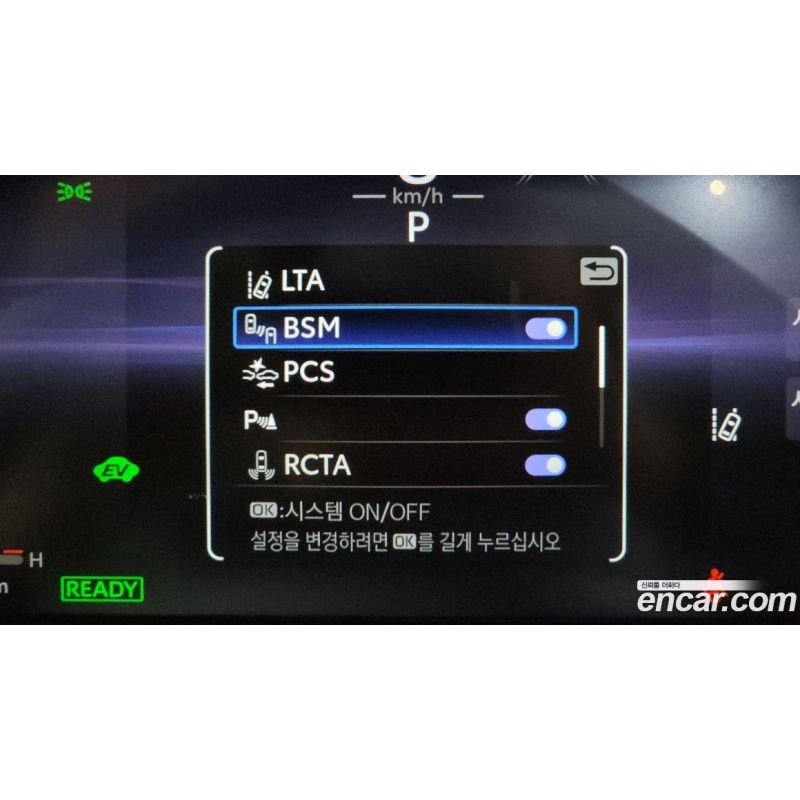 km/h
P
LTA
BSM
PCS
P
RCTA
OK:시스템 ON/OFF
설정을 변경하려면 OK를 길게 누르십시오
EV
H
m
READY
신뢰를 더하다
encar.com